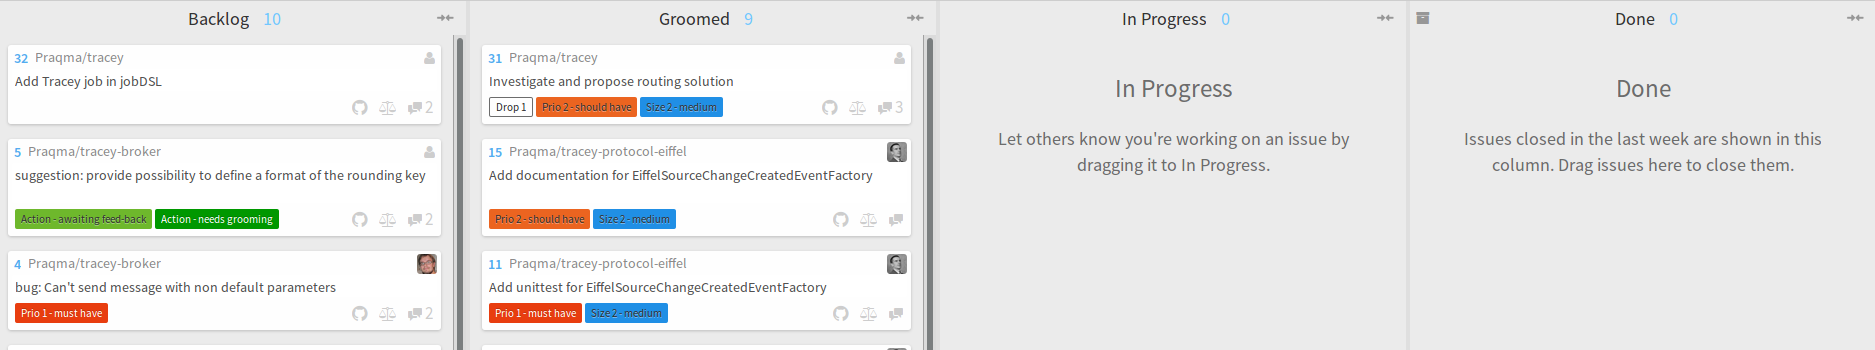 Backlog 10
32 Praqma/tracey
Add Tracey job in jobDSL
2
5 Praqma/tracey-broker
suggestion: provide possibility to define a format of the rounding key
Action - awaiting feed-back Action - needs grooming 2
4 Praqma/tracey-broker
bug: Can't send message with non default parameters
Prio 1 - must have 2
Groomed 9
31 Praqma/tracey
Investigate and propose routing solution
Drop 1 Prio 2 - should have Size 2 - medium 3
15 Praqma/tracey-protocol-eiffel
Add documentation for EiffelSourceChangeCreatedEventFactory
Prio 2 - should have Size 2 - medium
11 Praqma/tracey-protocol-eiffel
Add unittest for EiffelSourceChangeCreatedEventFactory
Prio 1 - must have Size 2 - medium
In Progress 0
In Progress
Let others know you're working on an issue by
dragging it to In Progress.
Done 0
Done
Issues closed in the last week are shown in this
column. Drag issues here to close them.